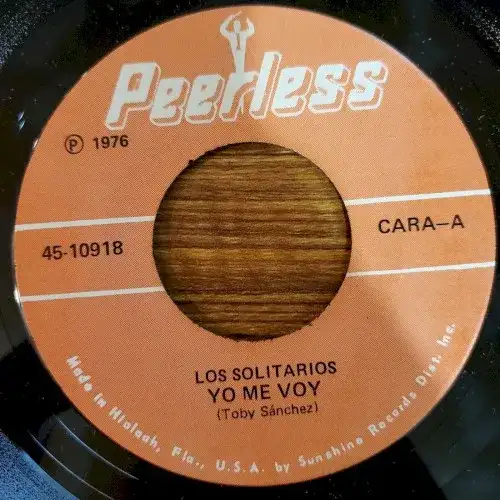 Peerless
℗ 1976
45-10918
CARA-A
LOS SOLITARIOS
YO ME VOY
(Toby Sánchez)
Made in Hialeah, Fla., U.S.A. by Sunshine Records Dist. Inc.